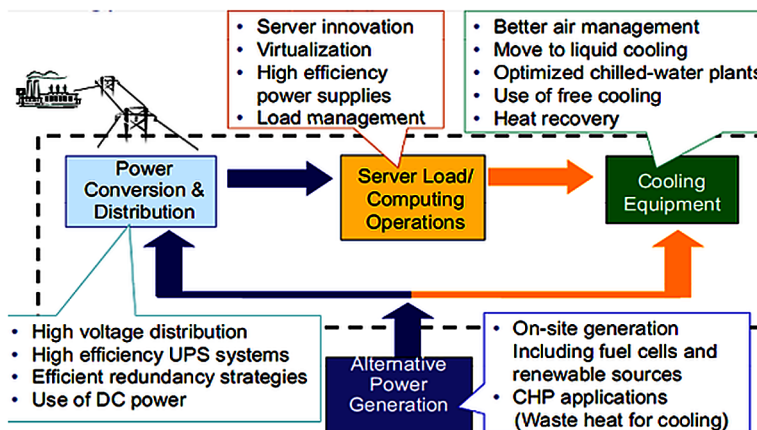 • Server innovation
• Virtualization
• High efficiency
power supplies
• Load management
• Better air management
• Move to liquid cooling
• Optimized chilled-water plants
• Use of free cooling
• Heat recovery
Power
Conversion &
Distribution
Server Load/
Computing
Operations
Cooling
Equipment
• High voltage distribution
• High efficiency UPS systems
• Efficient redundancy strategies
• Use of DC power
Alternative
Power
Generation
• On-site generation
Including fuel cells and
renewable sources
• CHP applications
(Waste heat for cooling)